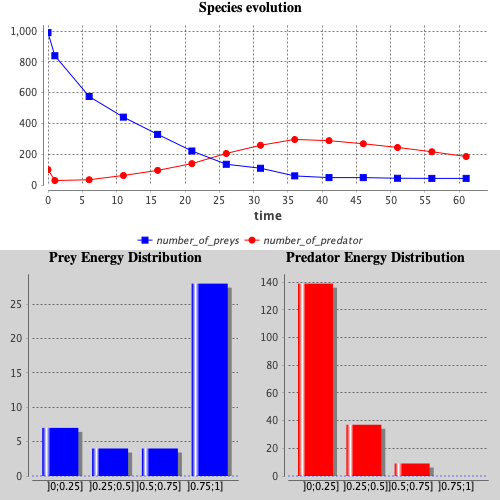 Species evolution
1,000
800
600
400
200
0
0 5 10 15 20 25 30 35 40 45 50 55 60
time
number_of_preys number_of_predator
Prey Energy Distribution
25
20
15
10
5
0
]0;0.25] ]0.25;0.5] ]0.5;0.75] ]0.75;1]
Predator Energy Distribution
140
120
100
80
60
40
20
0
]0;0.25] ]0.25;0.5] ]0.5;0.75] ]0.75;1]